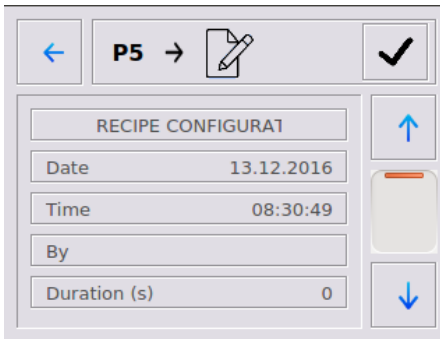 P5 →
RECIPE CONFIGURAT
Date 13.12.2016
Time 08:30:49
By
Duration (s) 0